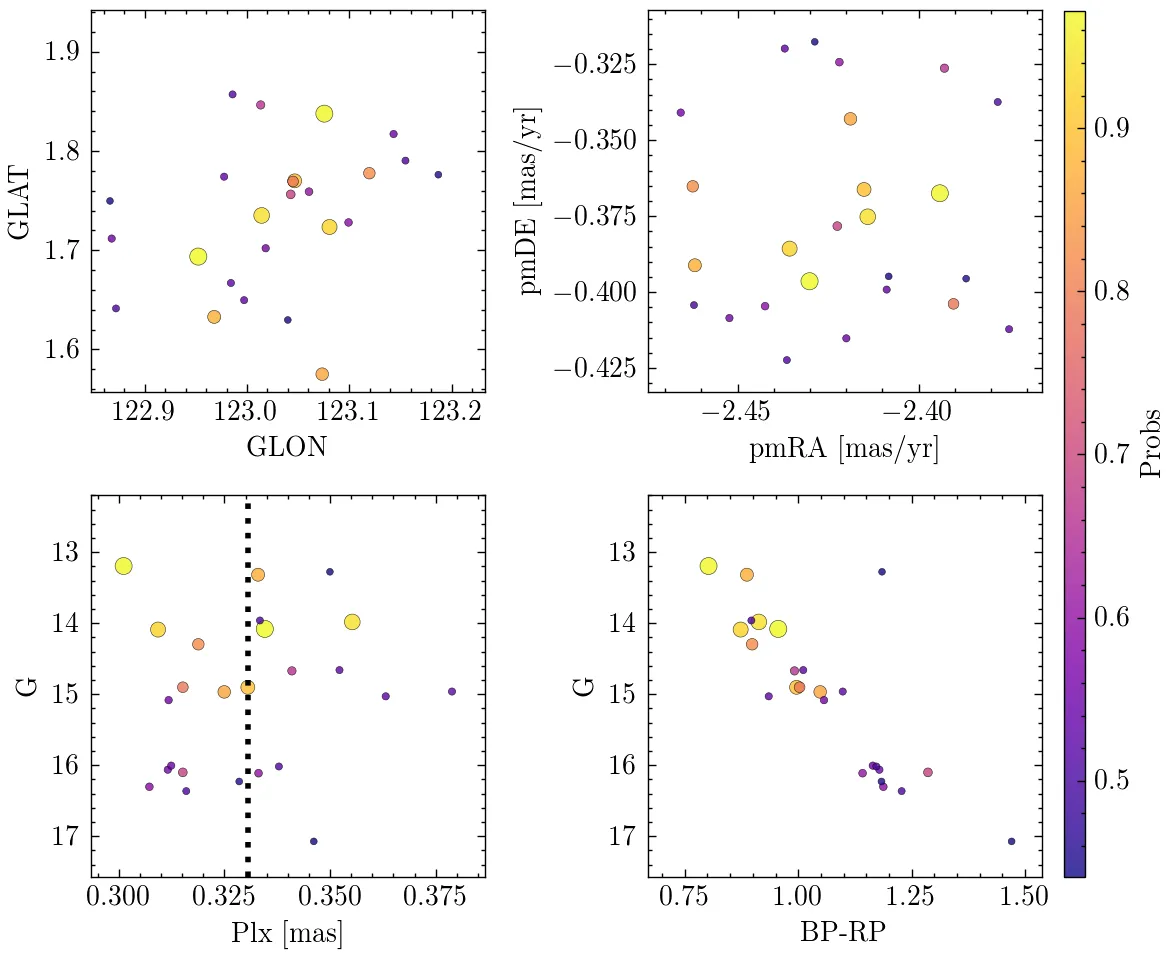 1.9
1.8
1.7
1.6
GLAT
122.9 123.0 123.1 123.2
GLON
−0.325
−0.350
−0.375
−0.400
−0.425
pmDE [mas/yr]
−2.45 −2.40
pmRA [mas/yr]
13
14
15
16
17
G
0.300 0.325 0.350 0.375
Plx [mas]
13
14
15
16
17
G
0.75 1.00 1.25 1.50
BP-RP
0.9
0.8
0.7
0.6
0.5
Probs